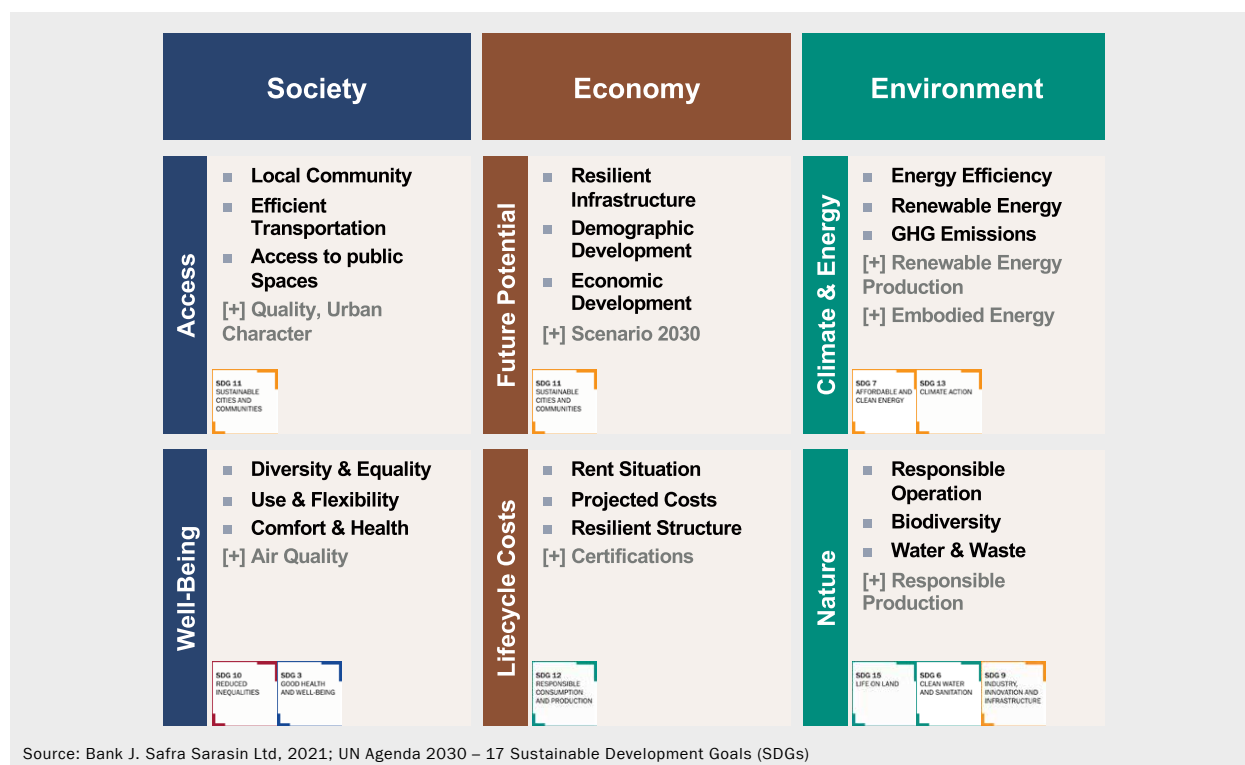 Society
Economy
Environment
Access
Local Community
Efficient
Transportation
Access to public
Spaces
[+] Quality, Urban
Character
SDG 11
SUSTAINABLE
CITIES AND
COMMUNITIES
Future Potential
Resilient
Infrastructure
Demographic
Development
Economic
Development
[+] Scenario 2030
SDG 11
SUSTAINABLE
CITIES AND
COMMUNITIES
Climate & Energy
Energy Efficiency
Renewable Energy
GHG Emissions
[+] Renewable Energy
Production
[+] Embodied Energy
SDG 7
AFFORDABLE AND
CLEAN ENERGY
SDG 13
CLIMATE ACTION
Well-Being
Diversity & Equality
Use & Flexibility
Comfort & Health
[+] Air Quality
SDG 10
REDUCED
INEQUALITIES
SDG 3
GOOD HEALTH
AND WELL-BEING
Lifecycle Costs
Rent Situation
Projected Costs
Resilient Structure
[+] Certifications
SDG 12
RESPONSIBLE
CONSUMPTION
AND PRODUCTION
Nature
Responsible
Operation
Biodiversity
Water & Waste
[+] Responsible
Production
SDG 15
LIFE ON LAND
SDG 6
CLEAN WATER
AND SANITATION
SDG 9
INDUSTRY,
INNOVATION AND
INFRASTRUCTURE
Source: Bank J. Safra Sarasin Ltd, 2021; UN Agenda 2030 – 17 Sustainable Development Goals (SDGs)